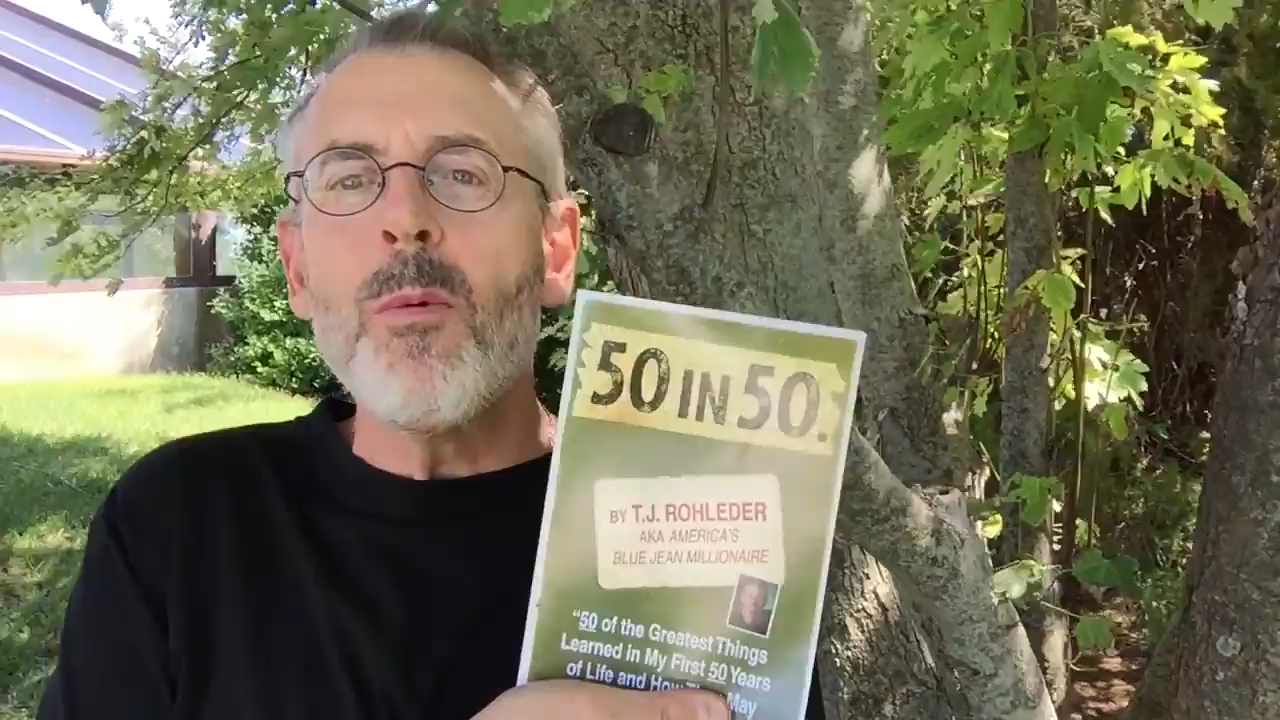 50 IN 50.
BY T.J. ROHLEDER
AKA AMERICA'S
BLUE JEAN MILLIONAIRE
"50 of the Greatest Things
Learned in My First 50 Years
of Life and How May